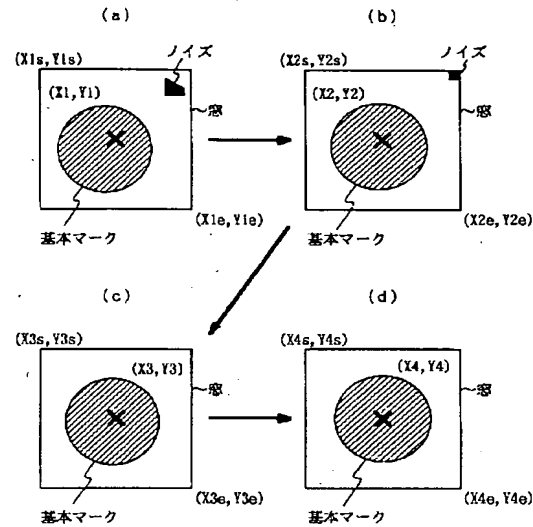 (a)
(b)
(X1s,Y1s)
ノイズ
(X2s,Y2s)
ノイズ
(X1,Y1)
(X2,Y2)
窓
窓
(X1e,Y1e)
(X2e,Y2e)
基本マーク
基本マーク
(c)
(d)
(X3s,Y3s)
(X4s,Y4s)
(X3,Y3)
(X4,Y4)
窓
窓
(X3e,Y3e)
(X4e,Y4e)
基本マーク
基本マーク